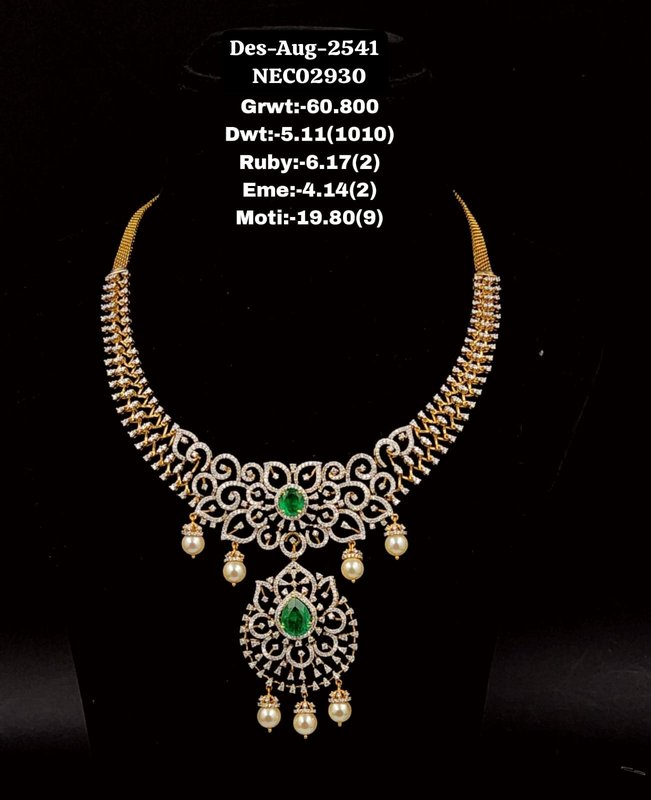 Des-Aug-2541
NEC02930
Grwt:-60.800
Dwt:-5.11(1010)
Ruby:-6.17(2)
Eme:-4.14(2)
Moti:-19.80(9)